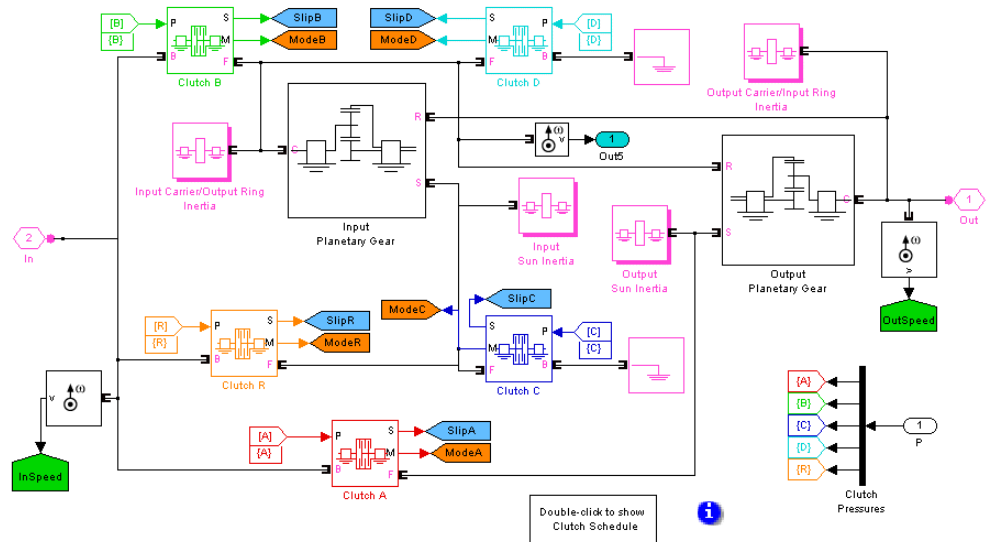 [B]
{B}
P
B
S
M
F
Clutch B
SlipB
ModeB
SlipD
ModeD
S
M
F
P
B
Clutch D
[D]
{D}
Output Carrier/Input Ring
Inertia
Input Carrier/Output Ring
Inertia
C
R
S
Input
Planetary Gear
ω
v
1
Out5
R
S
C
Output
Planetary Gear
1
Out
2
In
Input
Sun Inertia
Output
Sun Inertia
ω
v
OutSpeed
[R]
{R}
P
B
S
M
F
Clutch R
SlipR
ModeR
ModeC
SlipC
S
M
F
P
B
Clutch C
[C]
{C}
ω
v
InSpeed
[A]
{A}
P
B
S
M
F
Clutch A
SlipA
ModeA
{A}
{B}
{C}
{D}
{R}
1
P
Clutch
Pressures
Double-click to show
Clutch Schedule
i